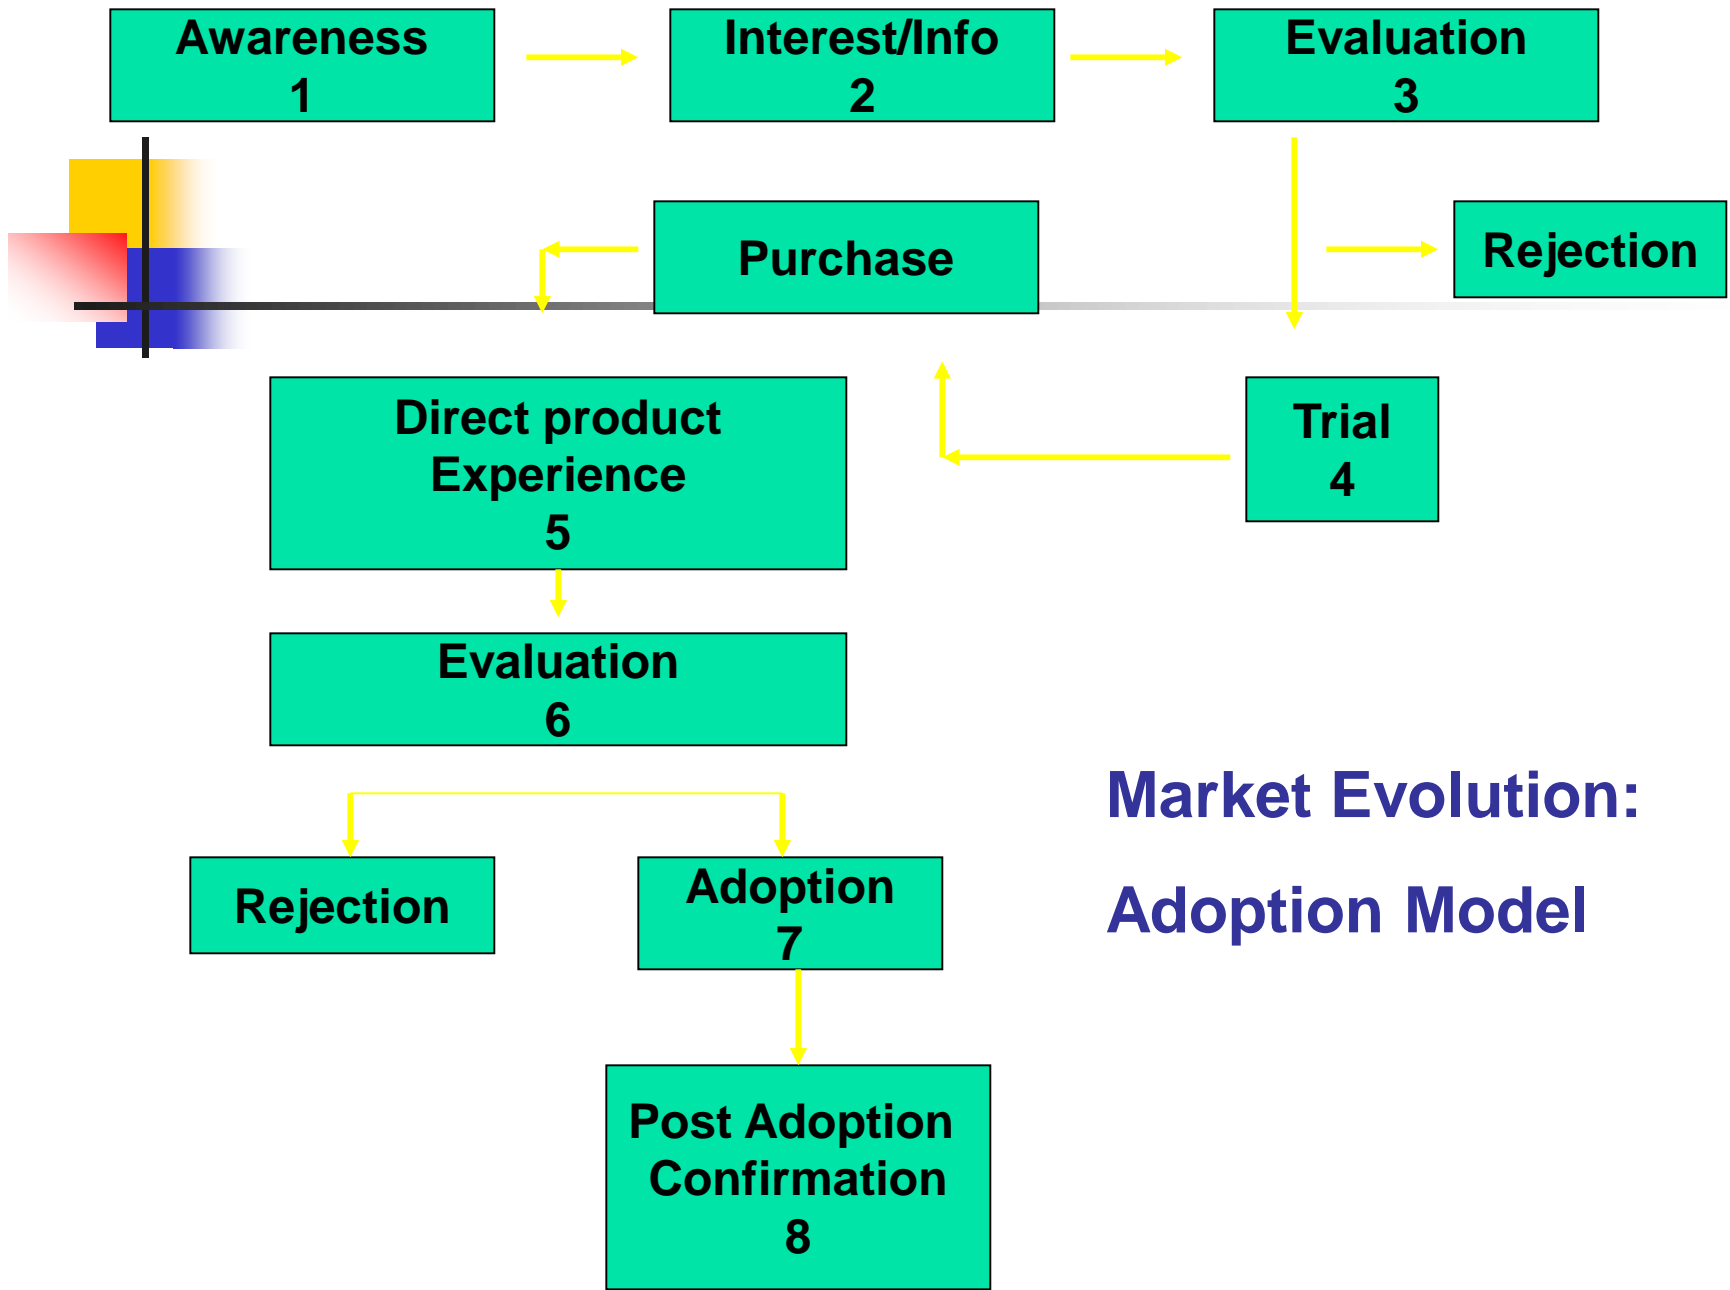 Awareness
1
Interest/Info
2
Evaluation
3
Purchase
Rejection
Direct product
Experience
5
Trial
4
Evaluation
6
Market Evolution:
Adoption Model
Rejection
Adoption
7
Post Adoption
Confirmation
8